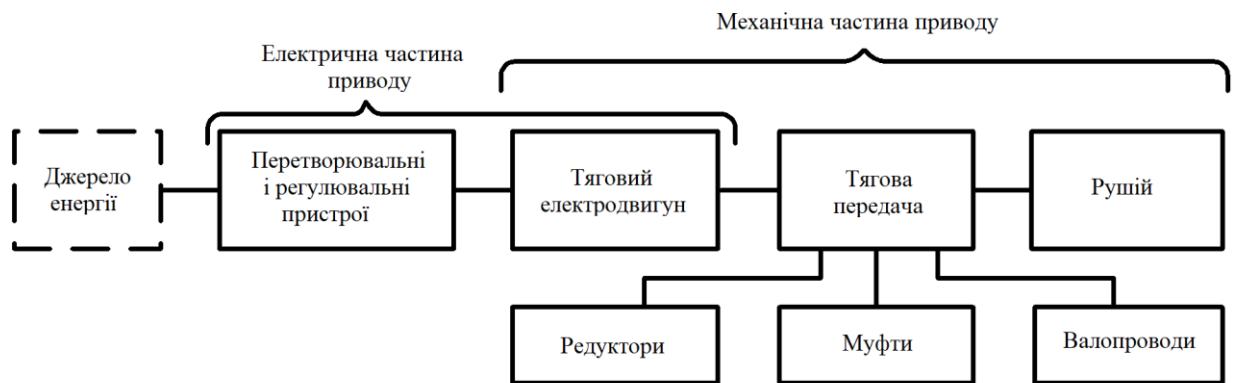 Механічна частина приводу
Електрична частина
приводу
Джерело
енергії
Перетворювальні
і регулювальні
пристрої
Тяговий
електродвигун
Тягова
передача
Рушій
Редуктори
Муфти
Валопроводи